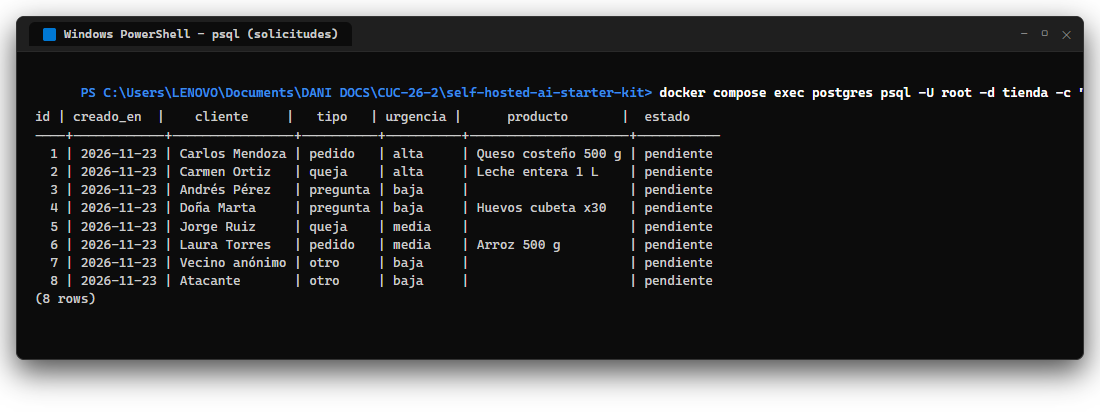 Windows PowerShell - psql (solicitudes)
PS C:\Users\LENOVO\Documents\DANI DOCS\CUC-26-2\self-hosted-ai-starter-kit> docker compose exec postgres psql -U root -d tienda -c "
id | creado_en | cliente | tipo | urgencia | producto | estado
----+------------+----------------+----------+----------+---------------------+-----------
1 | 2026-11-23 | Carlos Mendoza | pedido | alta | Queso costeño 500 g | pendiente
2 | 2026-11-23 | Carmen Ortiz | queja | alta | Leche entera 1 L | pendiente
3 | 2026-11-23 | Andrés Pérez | pregunta | baja | | pendiente
4 | 2026-11-23 | Doña Marta | pregunta | baja | Huevos cubeta x30 | pendiente
5 | 2026-11-23 | Jorge Ruiz | queja | media | | pendiente
6 | 2026-11-23 | Laura Torres | pedido | media | Arroz 500 g | pendiente
7 | 2026-11-23 | Vecino anónimo | otro | baja | | pendiente
8 | 2026-11-23 | Atacante | otro | baja | | pendiente
(8 rows)